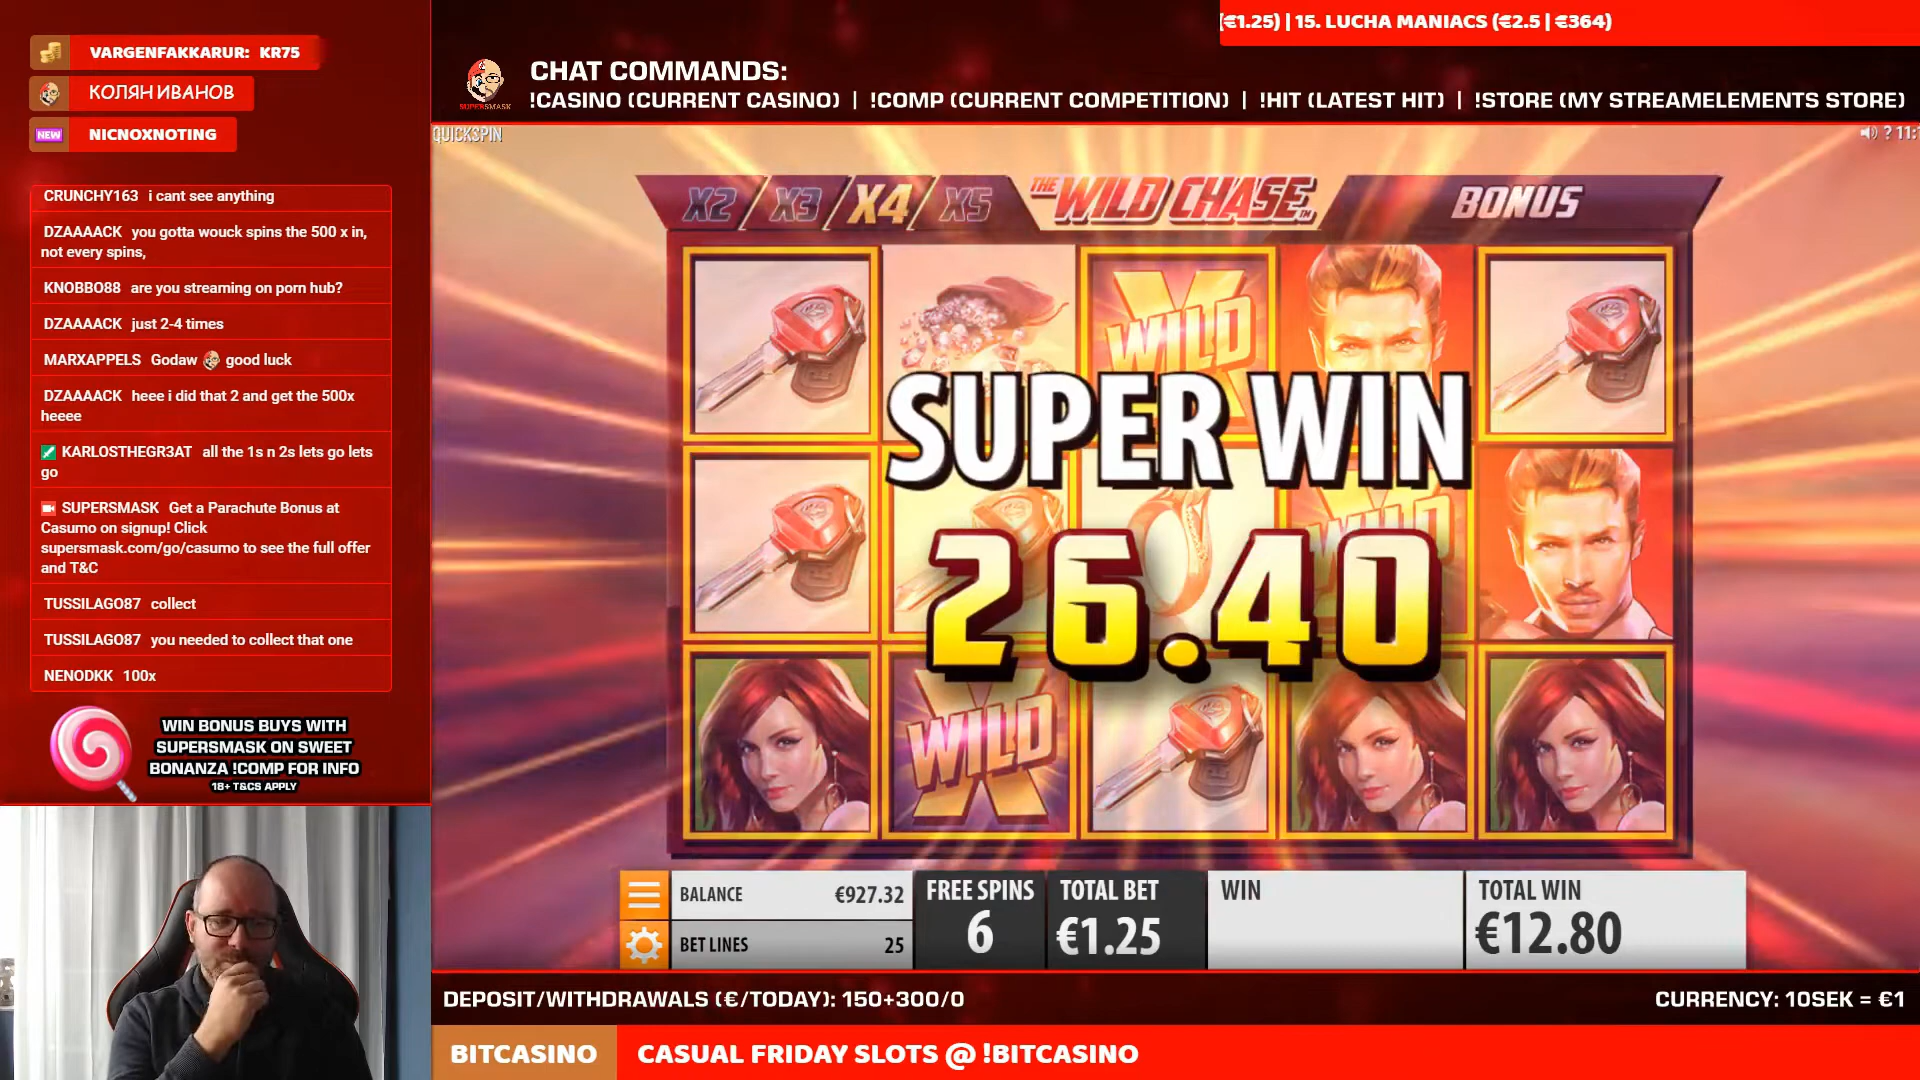 VARGENFAKKARUR: KR75
КОЛЯН ИВАНОВ
NEW NICNOXNOTING
CRUNCHY163 i cant see anything
DZAAAACK you gotta wouck spins the 500 x in,
not every spins,
KNOBBO88 are you streaming on porn hub?
DZAAAACK just 2-4 times
MARXAPPELS Godaw good luck
DZAAAACK heee i did that 2 and get the 500x
heeee
KARLOSTHEGR3AT all the 1s n 2s lets go lets
go
SUPERSMASK Get a Parachute Bonus at
Casumo on signup! Click
supersmask.com/go/casumo to see the full offer
and T&C
TUSSILAGO87 collect
TUSSILAGO87 you needed to collect that one
NENODKK 100x
WIN BONUS BUYS WITH
SUPERSMASK ON SWEET
BONANZA !COMP FOR INFO
18+ T&CS APPLY
(€1.25) | 15. LUCHA MANIACS (€2.5 | €364)
SUPERSMASK
CHAT COMMANDS:
!CASINO (CURRENT CASINO) | !COMP (CURRENT COMPETITION) | !HIT (LATEST HIT) | !STORE (MY STREAMELEMENTS STORE)
QUICKSPIN
? 11:
X2 X3 X4 X5 THE WILD CHASE™ BONUS
WILD
SUPER WIN
WILD
26.40
WILD
BALANCE €927.32
BET LINES 25
FREE SPINS
6
TOTAL BET
€1.25
WIN
TOTAL WIN
€12.80
DEPOSIT/WITHDRAWALS (€/TODAY): 150+300/0
CURRENCY: 10SEK = €1
BITCASINO CASUAL FRIDAY SLOTS @ !BITCASINO